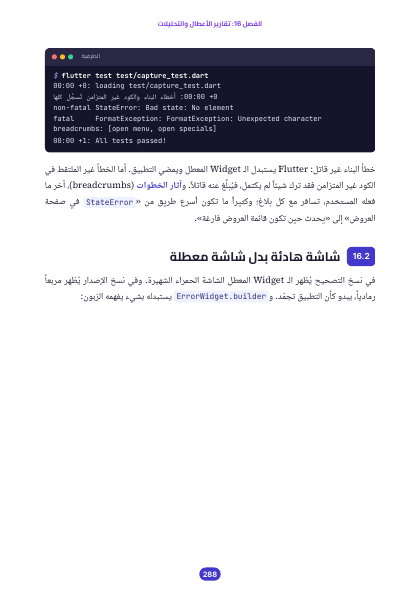 الفصل 16: تقارير الأعطال والتحليلات
الطرفية
$ flutter test test/capture_test.dart
00:00 +0: loading test/capture_test.dart
00:00 +0: أخطاء البناء والكود غير المتزامن تُسجَّل كلها
non-fatal StateError: Bad state: No element
fatal     FormatException: FormatException: Unexpected character
breadcrumbs: [open menu, open specials]
00:00 +1: All tests passed!
خطأ البناء غير قاتل: Flutter يستبدل الـ Widget المعطل ويمضي التطبيق. أما الخطأ غير الملتقط في
الكود غير المتزامن فقد ترك شيئاً لم يكتمل، فيُبلَّغ عنه قاتلاً. وآثار الخطوات (breadcrumbs)، آخر ما
فعله المستخدم، تسافر مع كل بلاغ؛ وكثيراً ما تكون أسرع طريق من «StateError في صفحة
العروض» إلى «يحدث حين تكون قائمة العروض فارغة».
16.2 شاشة هادئة بدل شاشة معطلة
في نسخ التصحيح يُظهر الـ Widget المعطل الشاشة الحمراء الشهيرة. وفي نسخ الإصدار يُظهر مربعاً
رمادياً، يبدو كأن التطبيق تجمّد. وErrorWidget.builder يستبدله بشيء يفهمه الزبون:
288